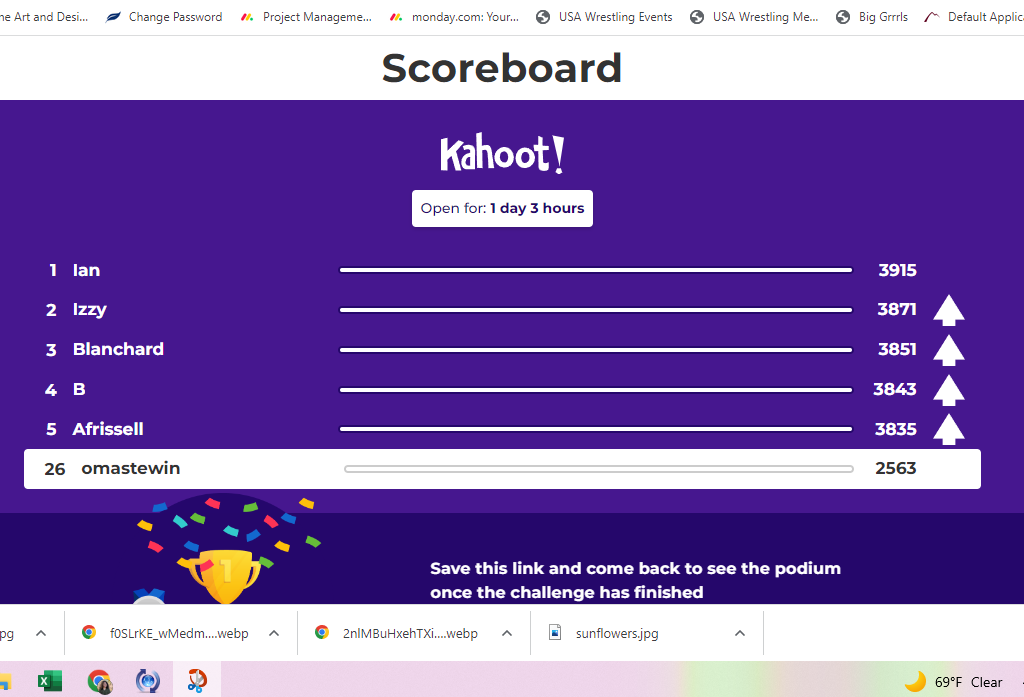 ne Art and Desi... Change Password Project Manageme... monday.com: Your... USA Wrestling Events USA Wrestling Me... Big Grrrls Default Applica
Scoreboard
Kahoot!
Open for: 1 day 3 hours
1 Ian 3915
2 Izzy 3871
3 Blanchard 3851
4 B 3843
5 Afrissell 3835
26 omastewin 2563
1
Save this link and come back to see the podium
once the challenge has finished
pg f0SLrKE_wMedm....webp 2nlMBuHxehTXi....webp sunflowers.jpg
69°F Clear